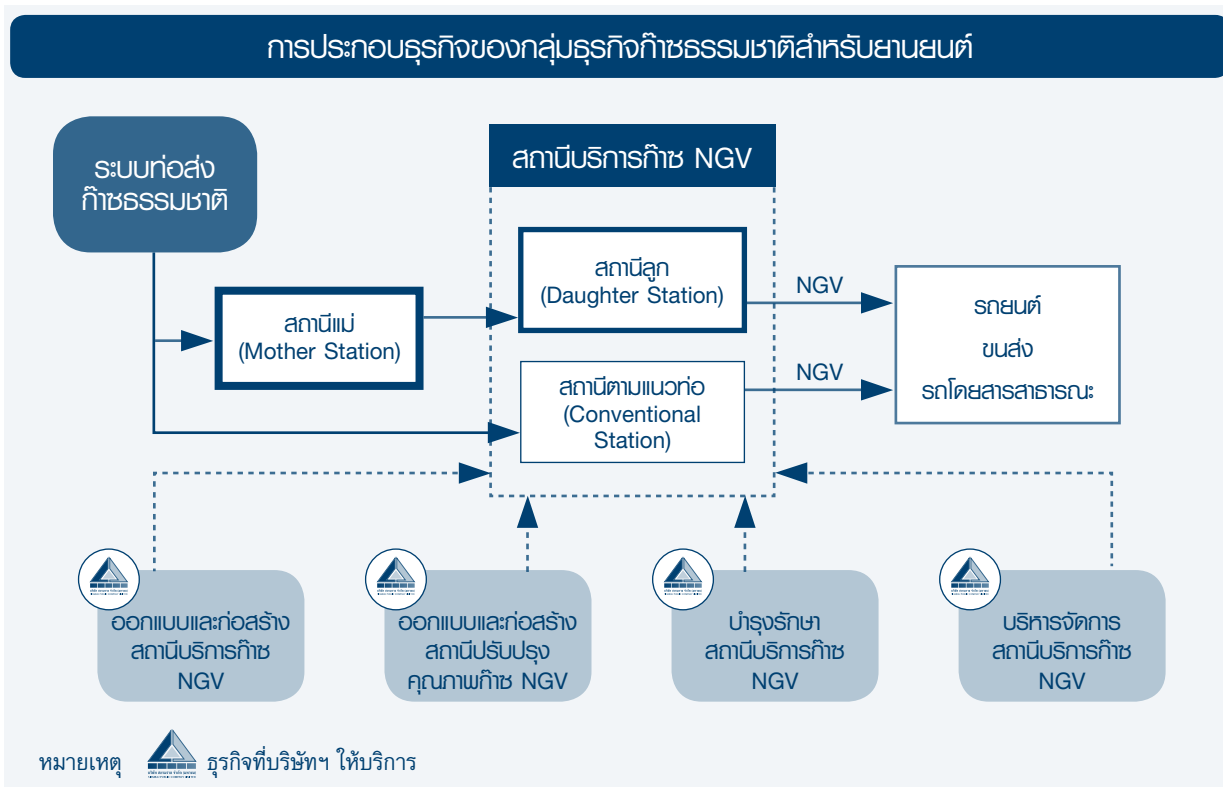 การประกอบธุรกิจของกลุ่มธุรกิจก๊าซธรรมชาติสำหรับยานยนต์
ระบบท่อส่ง
ก๊าซธรรมชาติ
สถานีบริการก๊าซ NGV
สถานีแม่
(Mother Station)
สถานีลูก
(Daughter Station)
NGV
สถานีตามแนวท่อ
(Conventional
Station)
NGV
รถยนต์
ขนส่ง
รถโดยสารสาธารณะ
ออกแบบและก่อสร้าง
สถานีบริการก๊าซ
NGV
ออกแบบและก่อสร้าง
สถานีปรับปรุง
คุณภาพก๊าซ NGV
บำรุงรักษา
สถานีบริการก๊าซ
NGV
บริหารจัดการ
สถานีบริการก๊าซ
NGV
หมายเหตุ ธุรกิจที่บริษัทฯ ให้บริการ